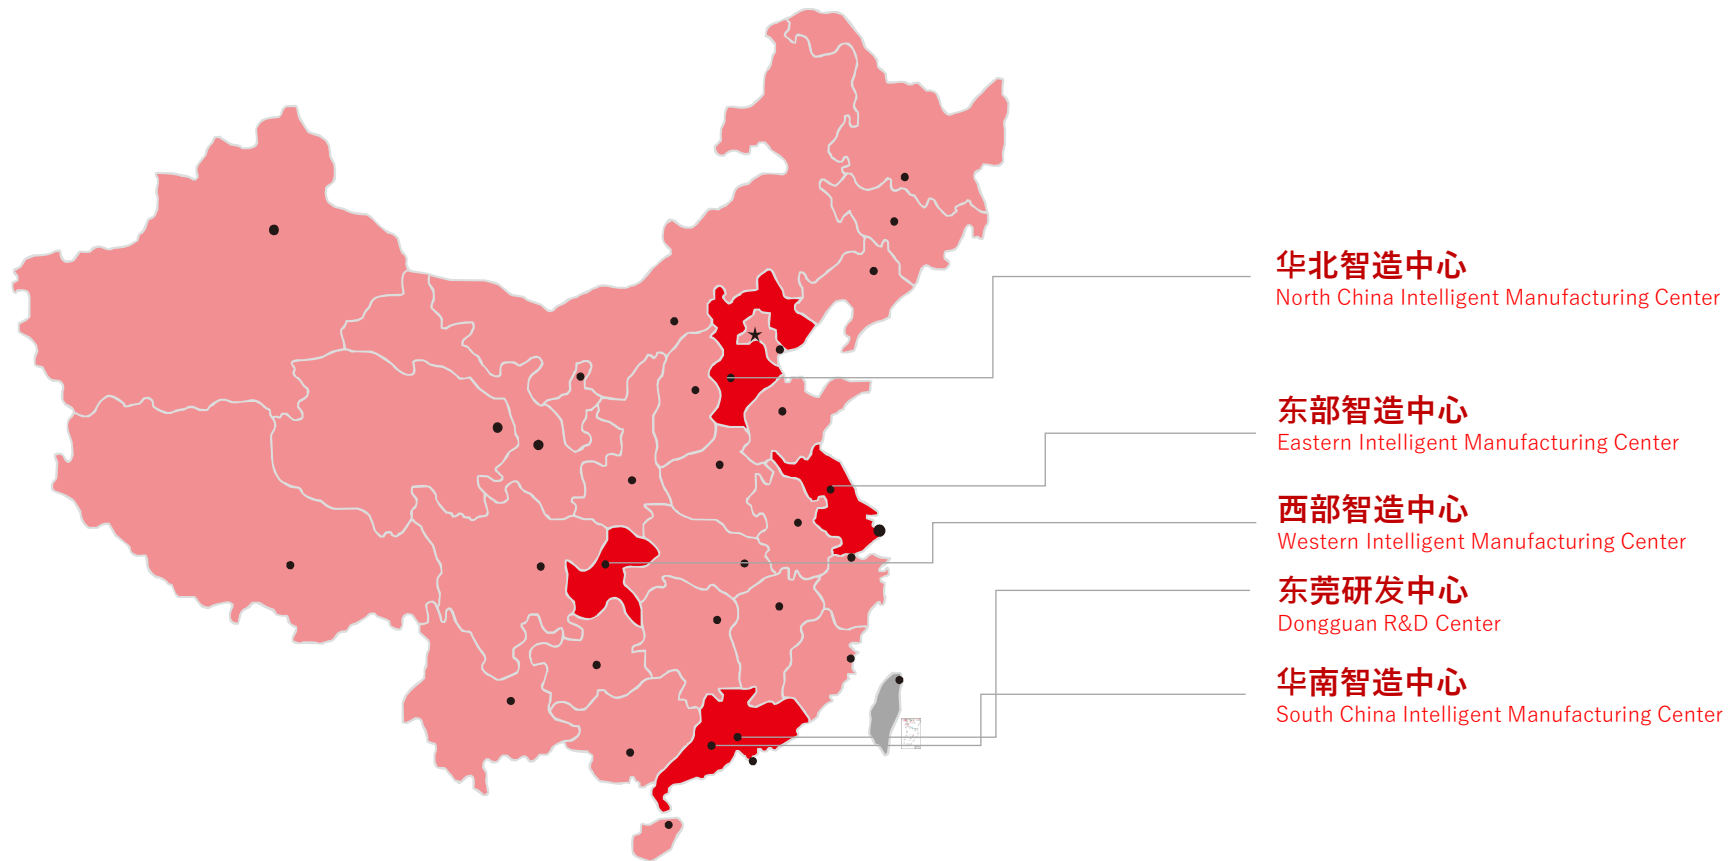 华北智造中心
North China Intelligent Manufacturing Center
东部智造中心
Eastern Intelligent Manufacturing Center
西部智造中心
Western Intelligent Manufacturing Center
东莞研发中心
Dongguan R&D Center
华南智造中心
South China Intelligent Manufacturing Center